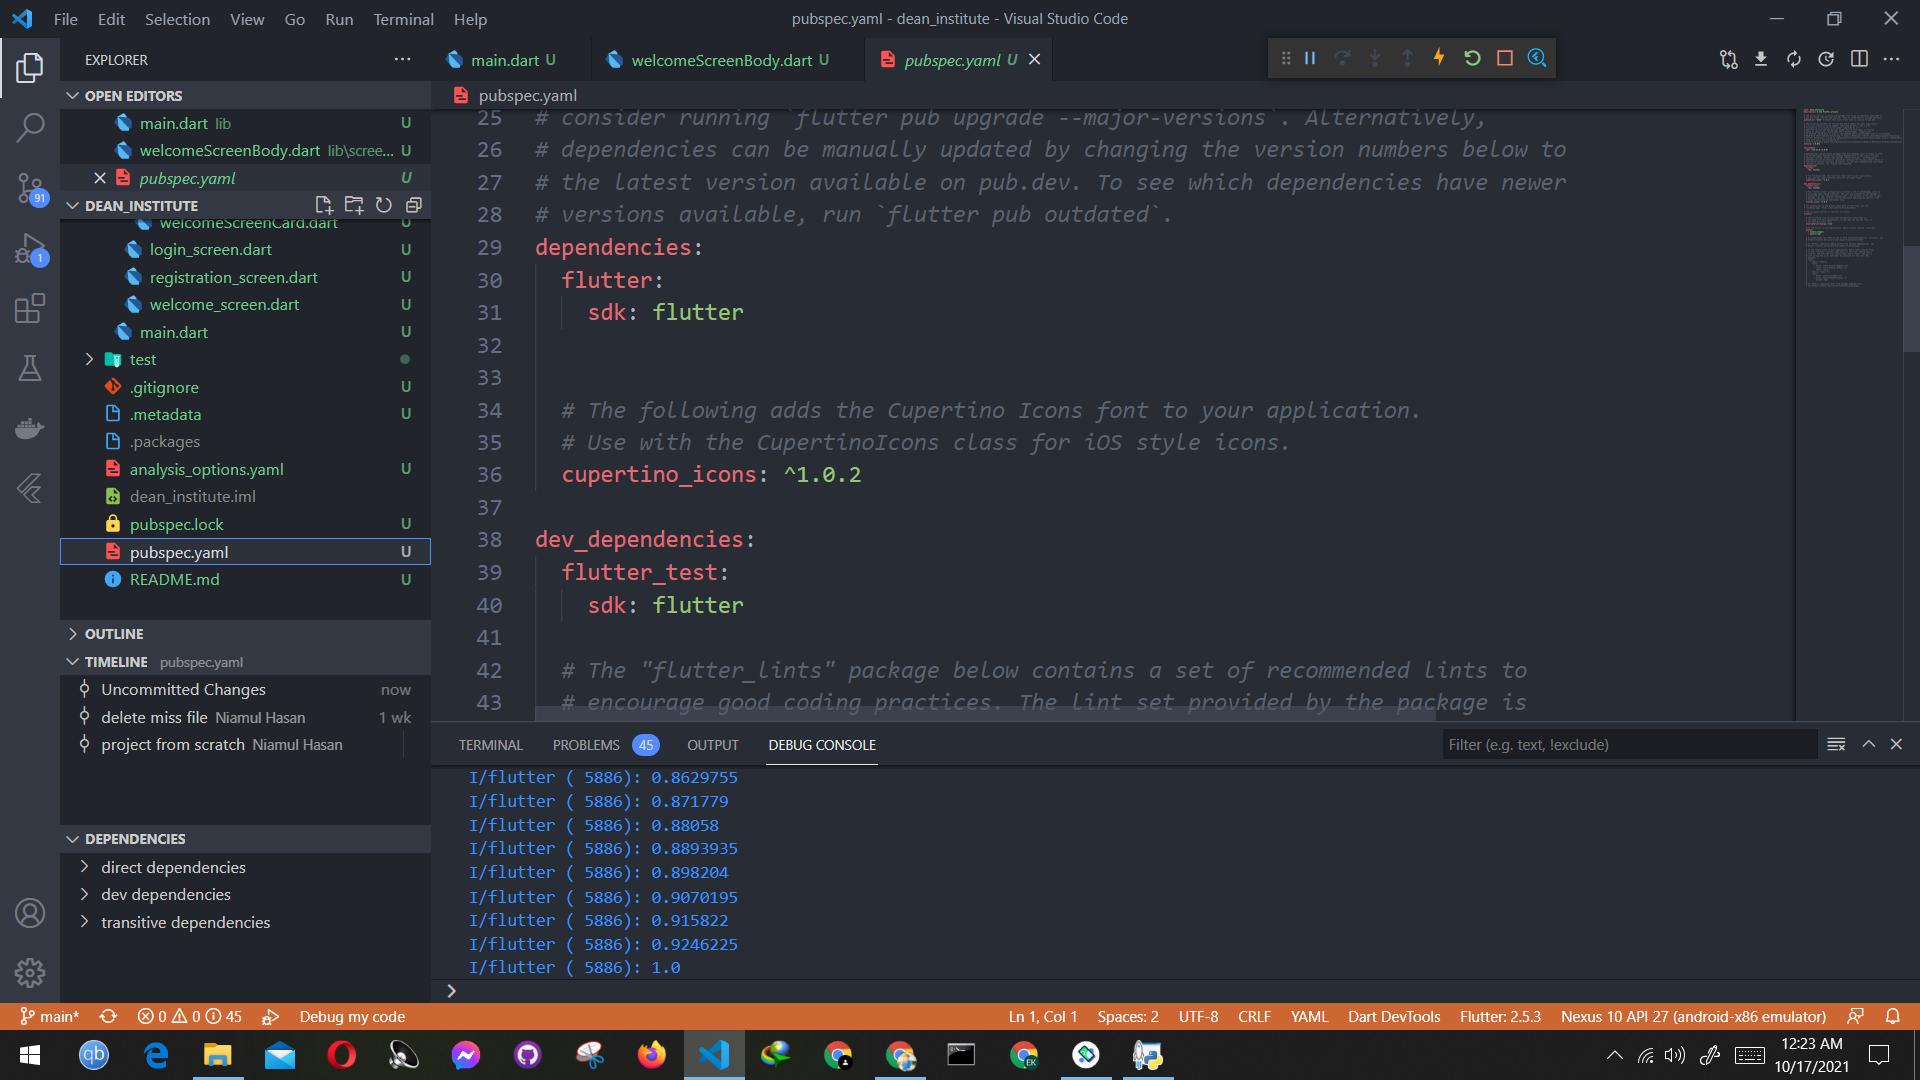 File Edit Selection View Go Run Terminal Help
pubspec.yaml - dean_institute - Visual Studio Code
EXPLORER
main.dart U
welcomeScreenBody.dart U
pubspec.yaml U
OPEN EDITORS
main.dart lib U
welcomeScreenBody.dart lib\scree... U
pubspec.yaml U
DEAN_INSTITUTE
welcomeScreenCard.dart U
login_screen.dart U
registration_screen.dart U
welcome_screen.dart U
main.dart U
test
.gitignore U
.metadata U
.packages
analysis_options.yaml U
dean_institute.iml
pubspec.lock U
pubspec.yaml U
README.md U
OUTLINE
TIMELINE pubspec.yaml
Uncommitted Changes now
delete miss file Niamul Hasan 1 wk
project from scratch Niamul Hasan
DEPENDENCIES
direct dependencies
dev dependencies
transitive dependencies
91
1
pubspec.yaml
25 # consider running `flutter pub upgrade --major-versions`. Alternatively,
26 # dependencies can be manually updated by changing the version numbers below to
27 # the latest version available on pub.dev. To see which dependencies have newer
28 # versions available, run `flutter pub outdated`.
29 dependencies:
30 flutter:
31 sdk: flutter
32
33
34 # The following adds the Cupertino Icons font to your application.
35 # Use with the CupertinoIcons class for iOS style icons.
36 cupertino_icons: ^1.0.2
37
38 dev_dependencies:
39 flutter_test:
40 sdk: flutter
41
42 # The "flutter_lints" package below contains a set of recommended lints to
43 # encourage good coding practices. The lint set provided by the package is
TERMINAL PROBLEMS 45 OUTPUT DEBUG CONSOLE
Filter (e.g. text, !exclude)
I/flutter ( 5886): 0.8629755
I/flutter ( 5886): 0.871779
I/flutter ( 5886): 0.88058
I/flutter ( 5886): 0.8893935
I/flutter ( 5886): 0.898204
I/flutter ( 5886): 0.9070195
I/flutter ( 5886): 0.915822
I/flutter ( 5886): 0.9246225
I/flutter ( 5886): 1.0
main* 0 0 45 Debug my code
Ln 1, Col 1 Spaces: 2 UTF-8 CRLF YAML Dart DevTools Flutter: 2.5.3 Nexus 10 API 27 (android-x86 emulator)
qb
EK
12:23 AM
10/17/2021